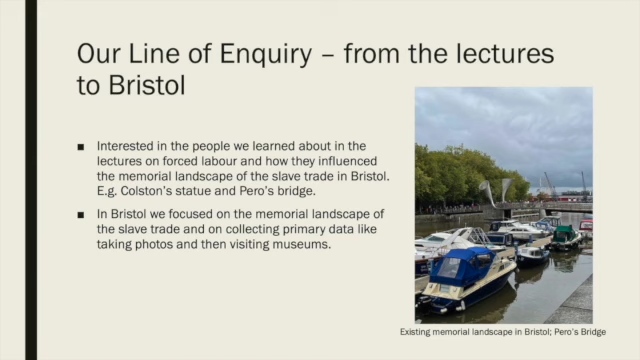 Our Line of Enquiry – from the lectures
to Bristol
■ Interested in the people we learned about in the
lectures on forced labour and how they influenced
the memorial landscape of the slave trade in Bristol.
E.g. Colston's statue and Pero's bridge.
■ In Bristol we focused on the memorial landscape of
the slave trade and on collecting primary data like
taking photos and then visiting museums.
Existing memorial landscape in Bristol; Pero's Bridge